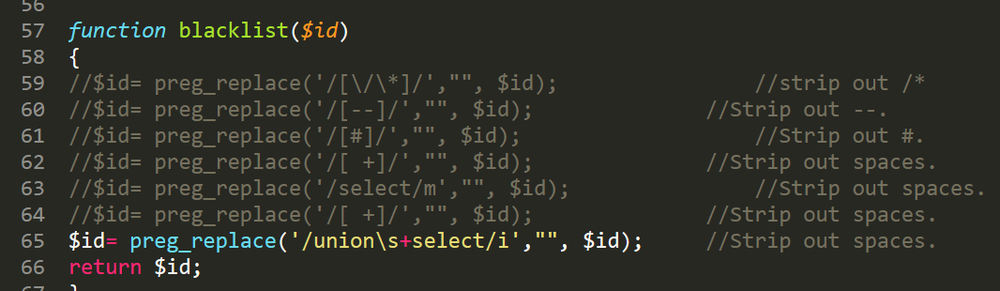 56
57 function blacklist($id)
58 {
59 //$id= preg_replace('/[\/\*]/',"", $id); //strip out /*
60 //$id= preg_replace('/[--]/',"", $id); //Strip out --.
61 //$id= preg_replace('/[#]/',"", $id); //Strip out #.
62 //$id= preg_replace('/[ +]/',"", $id); //Strip out spaces.
63 //$id= preg_replace('/select/m',"", $id); //Strip out spaces.
64 //$id= preg_replace('/[ +]/',"", $id); //Strip out spaces.
65 $id= preg_replace('/union\s+select/i',"", $id); //Strip out spaces.
66 return $id;
67 }